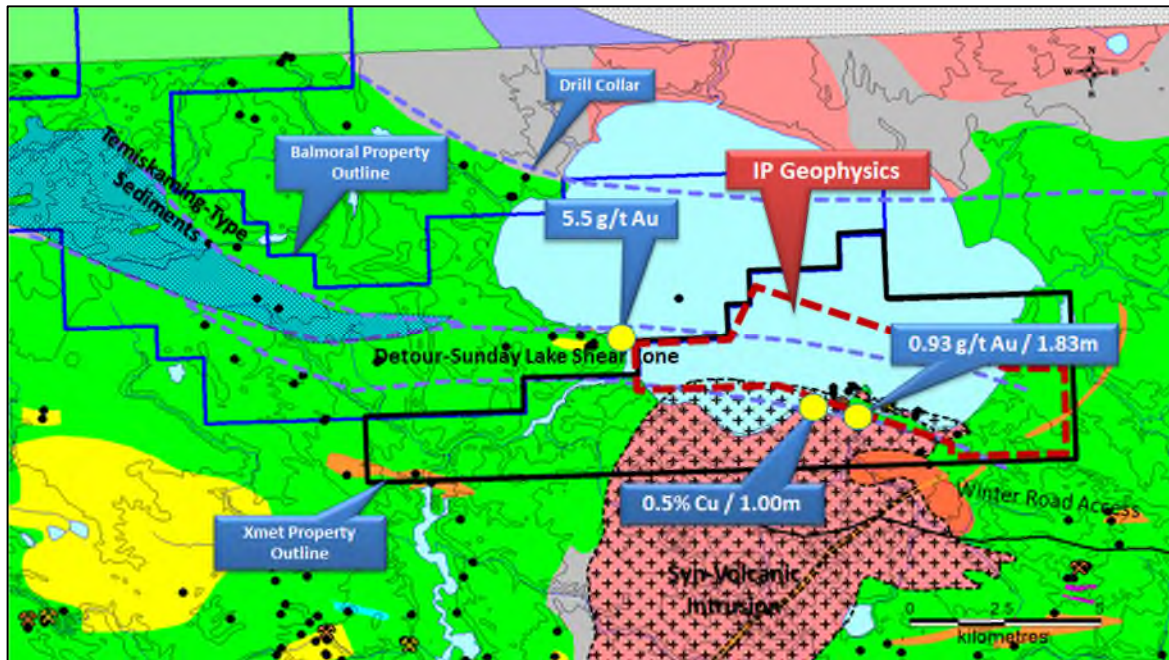 N
W
E
S
Drill Collar
Balmoral Property
Outline
IP Geophysics
Temiskaming-Type
Sediments
5.5 g/t Au
Detour-Sunday Lake Shear Zone
0.93 g/t Au / 1.83m
0.5% Cu / 1.00m
Winter Road Access
Xmet Property
Outline
Syn-Volcanic
Intrusion
0 2.5 5
kilometres